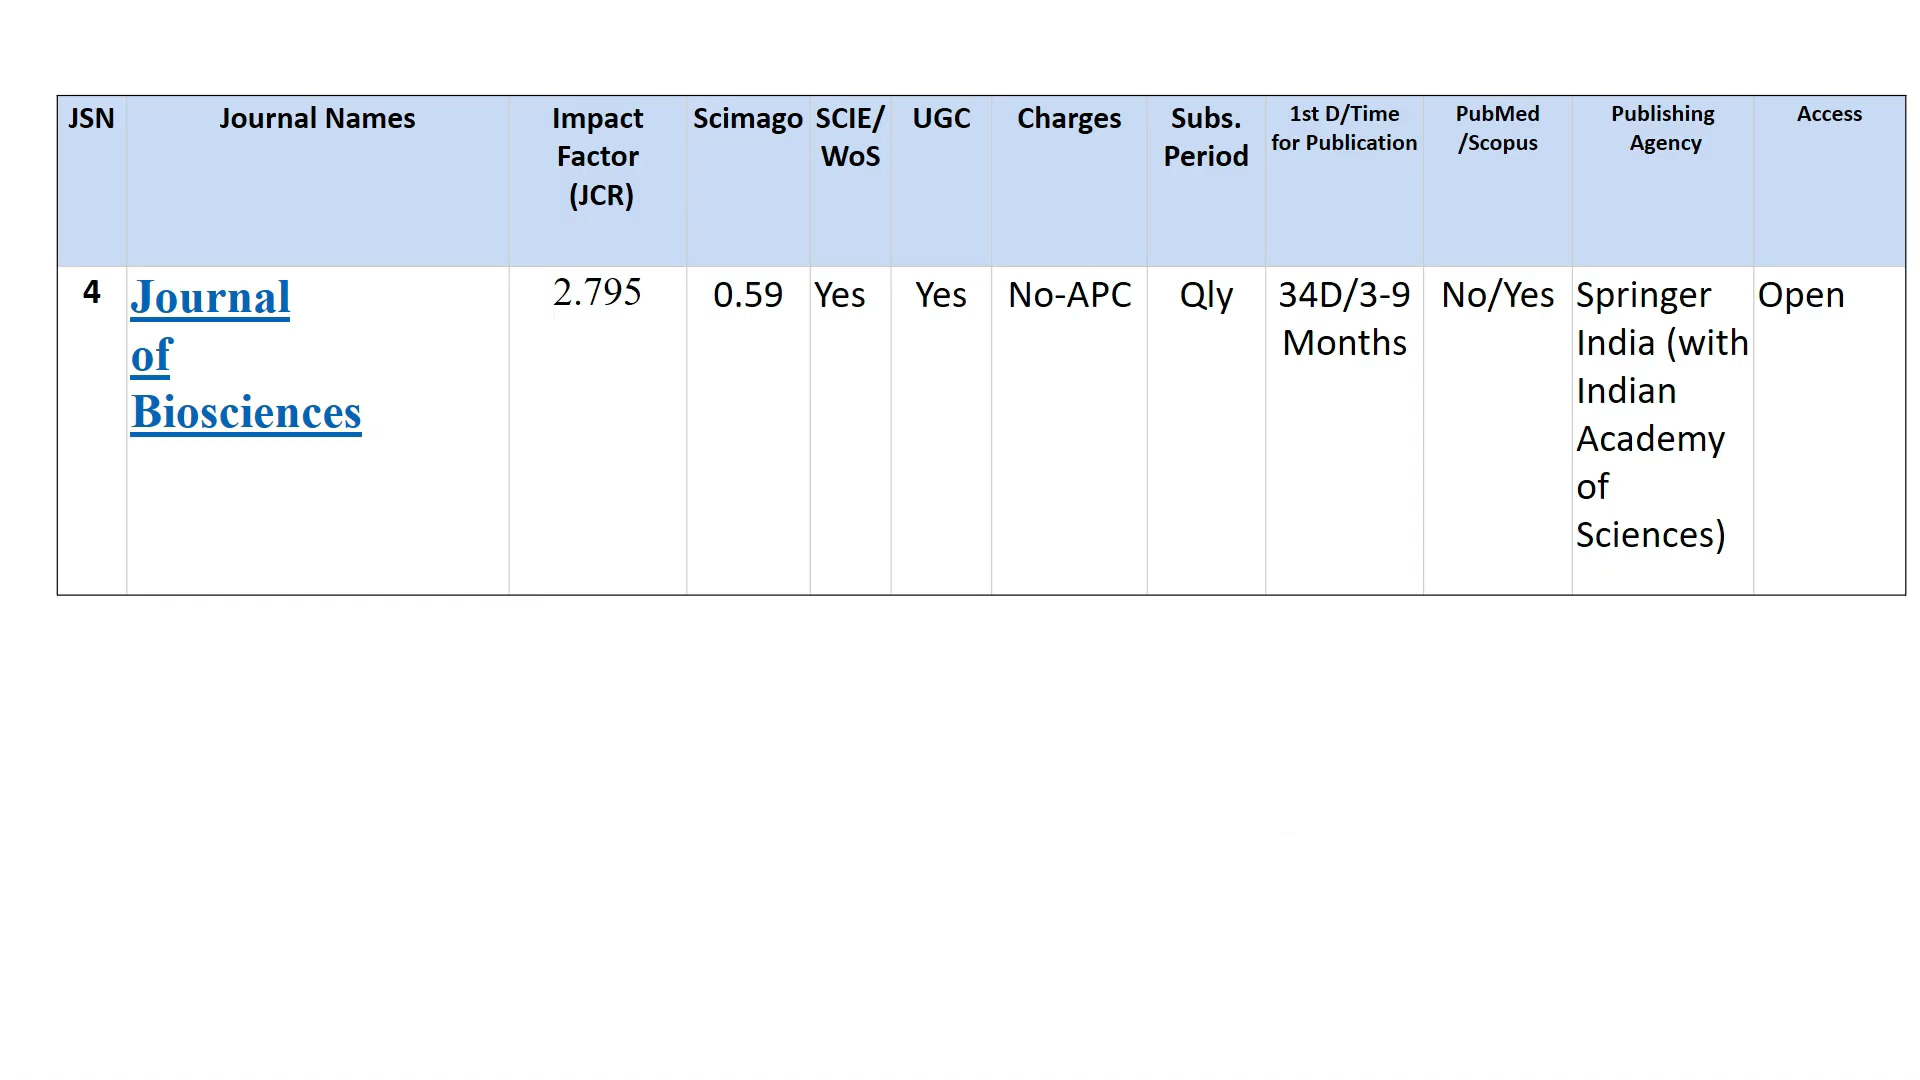 JSN
Journal Names
Impact
Factor
(JCR)
Scimago
SCIE/
WoS
UGC
Charges
Subs.
Period
1st D/Time
for Publication
PubMed
/Scopus
Publishing
Agency
Access
4
Journal
of
Biosciences
2.795
0.59
Yes
Yes
No-APC
Qly
34D/3-9
Months
No/Yes
Springer
India (with
Indian
Academy
of
Sciences)
Open